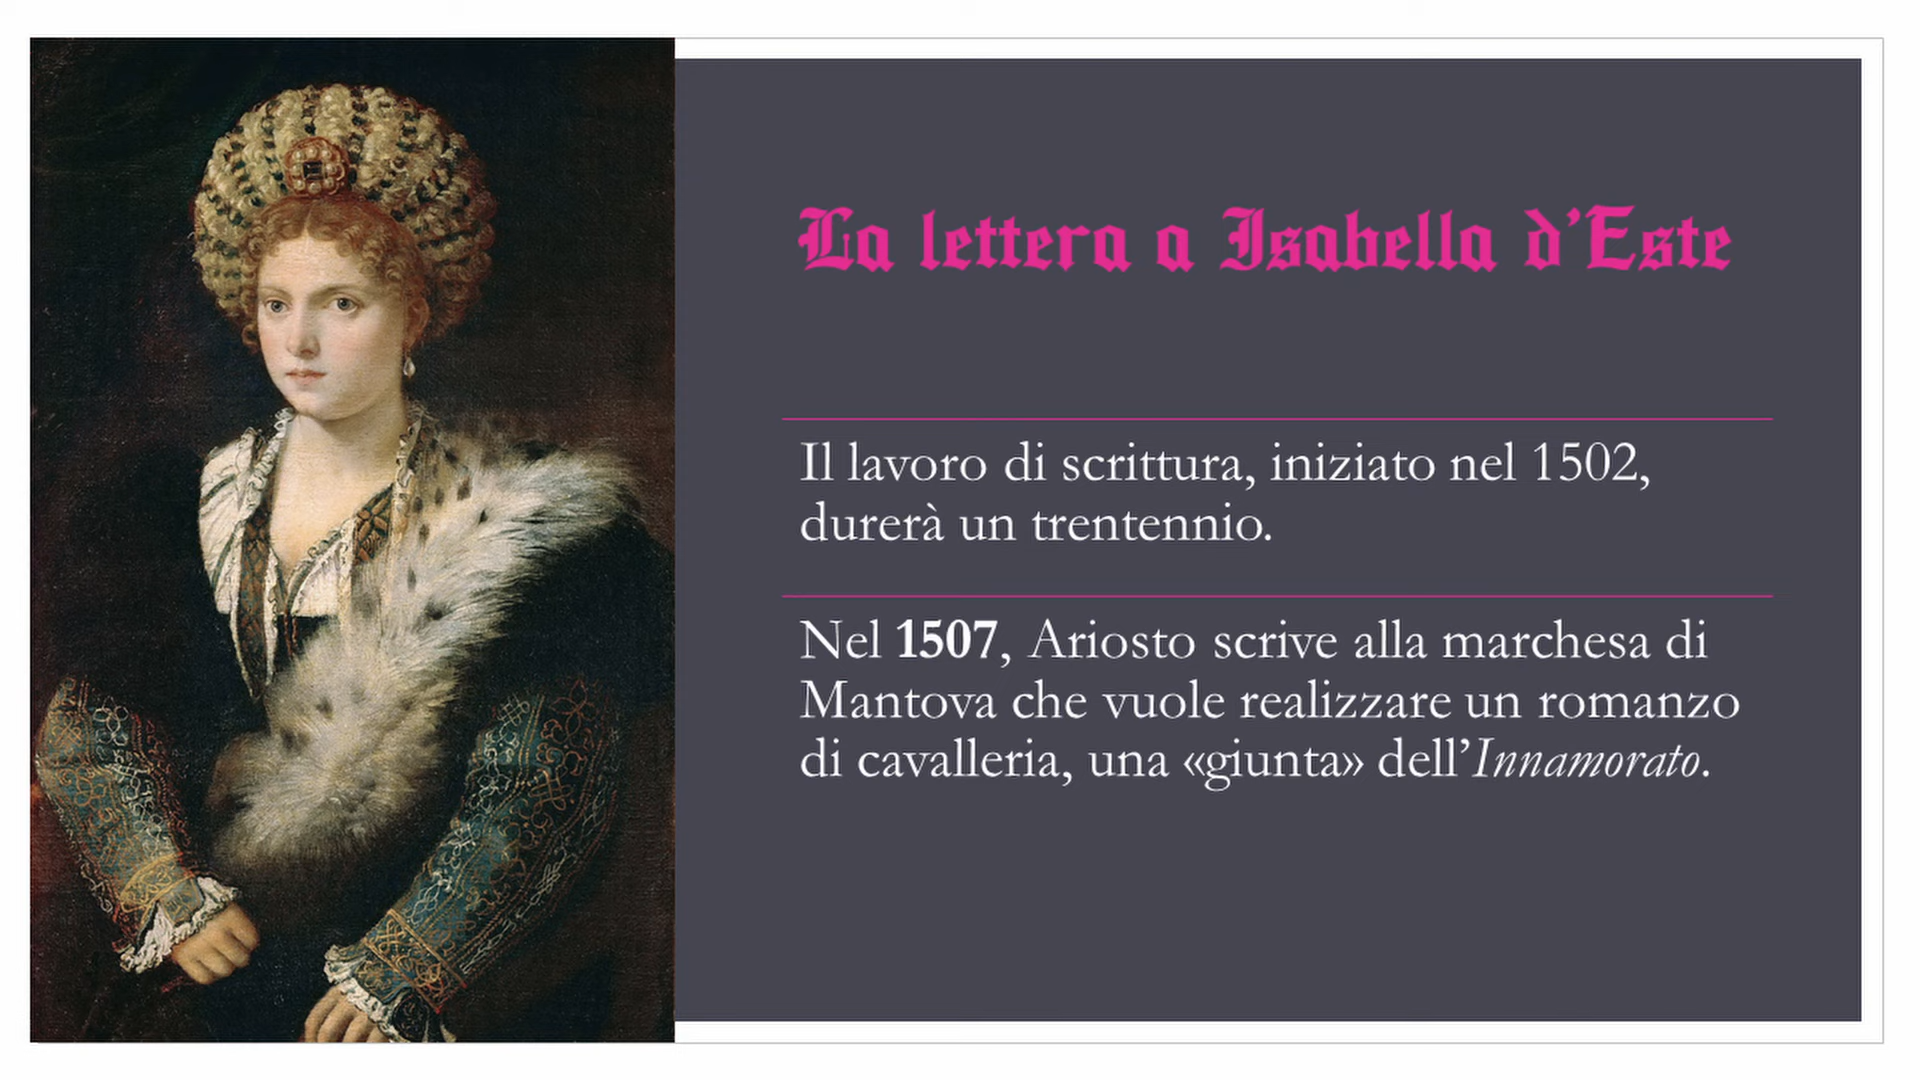 La lettera a Isabella d’Este
Il lavoro di scrittura, iniziato nel 1502,
durerà un trentennio.
Nel 1507, Ariosto scrive alla marchesa di
Mantova che vuole realizzare un romanzo
di cavalleria, una «giunta» dell’Innamorato.